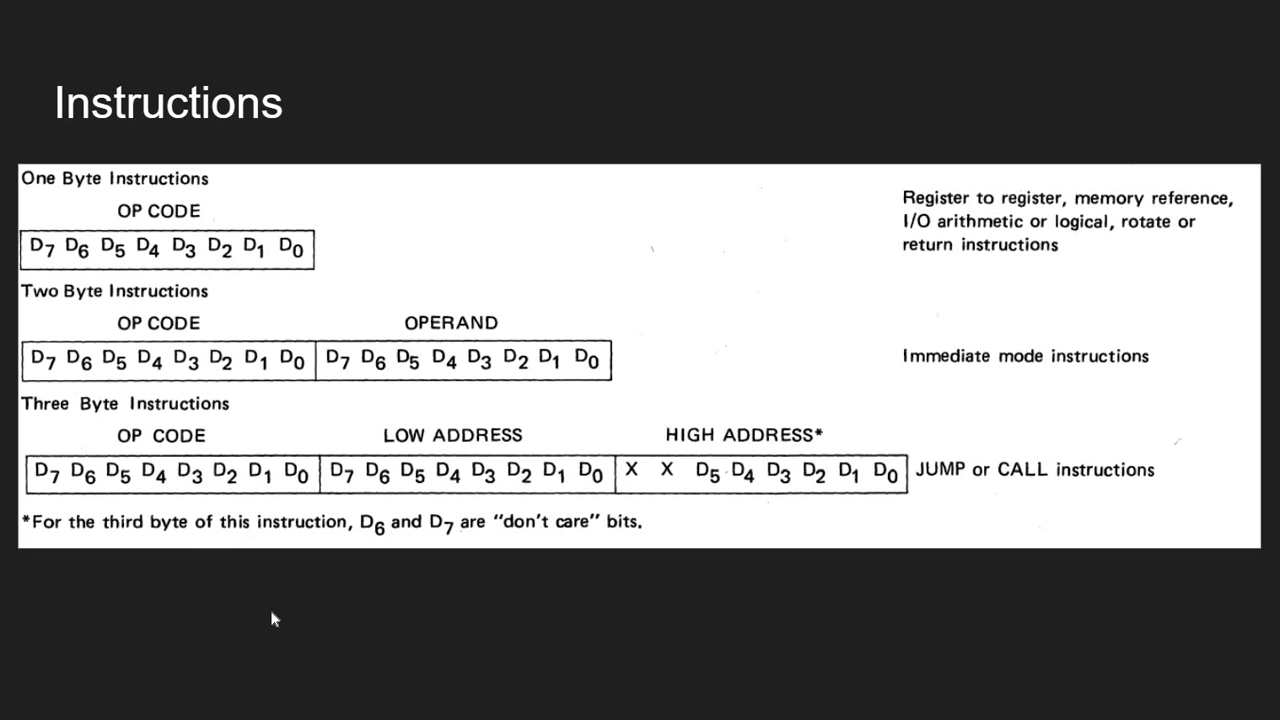 Instructions
One Byte Instructions
OP CODE
D7 D6 D5 D4 D3 D2 D1 D0
Register to register, memory reference,
I/O arithmetic or logical, rotate or
return instructions
Two Byte Instructions
OP CODE OPERAND
D7 D6 D5 D4 D3 D2 D1 D0 D7 D6 D5 D4 D3 D2 D1 D0
Immediate mode instructions
Three Byte Instructions
OP CODE LOW ADDRESS HIGH ADDRESS*
D7 D6 D5 D4 D3 D2 D1 D0 D7 D6 D5 D4 D3 D2 D1 D0 X X D5 D4 D3 D2 D1 D0 JUMP or CALL instructions
*For the third byte of this instruction, D6 and D7 are "don't care" bits.